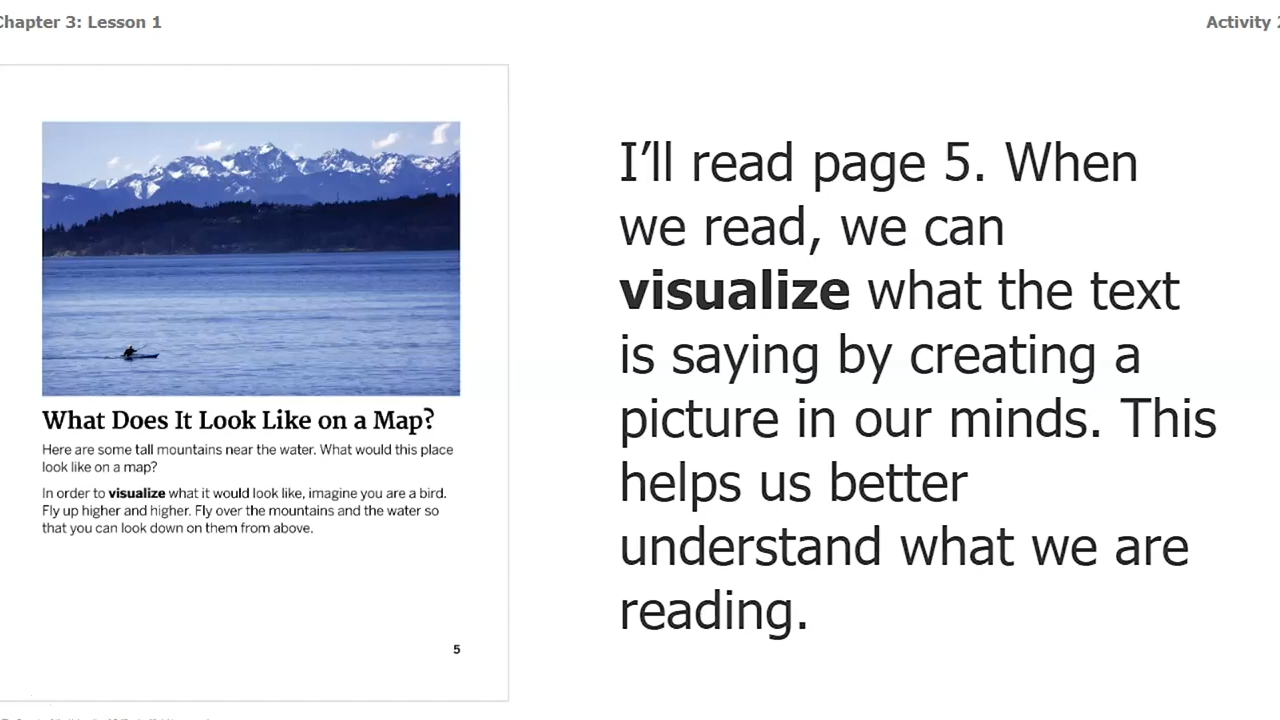 Chapter 3: Lesson 1
Activity 2
What Does It Look Like on a Map?
Here are some tall mountains near the water. What would this place
look like on a map?
In order to visualize what it would look like, imagine you are a bird.
Fly up higher and higher. Fly over the mountains and the water so
that you can look down on them from above.
5
I’ll read page 5. When
we read, we can
visualize what the text
is saying by creating a
picture in our minds. This
helps us better
understand what we are
reading.